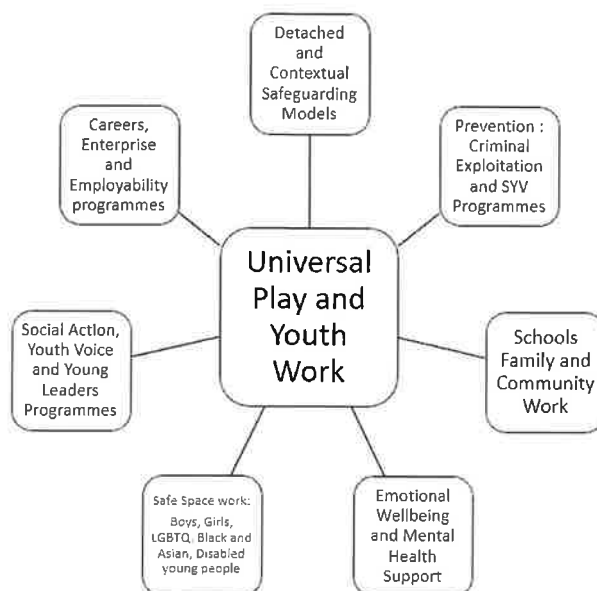 Detached
and
Contextual
Safeguarding
Models
Careers,
Enterprise
and
Employability
programmes
Prevention :
Criminal
Exploitation
and SYV
Programmes
Universal
Play and
Youth
Work
Social Action,
Youth Voice
and Young
Leaders
Programmes
Schools
Family and
Community
Work
Safe Space work:
Boys, Girls,
LGBTQ, Black and
Asian, Disabled
young people
Emotional
Wellbeing
and Mental
Health
Support